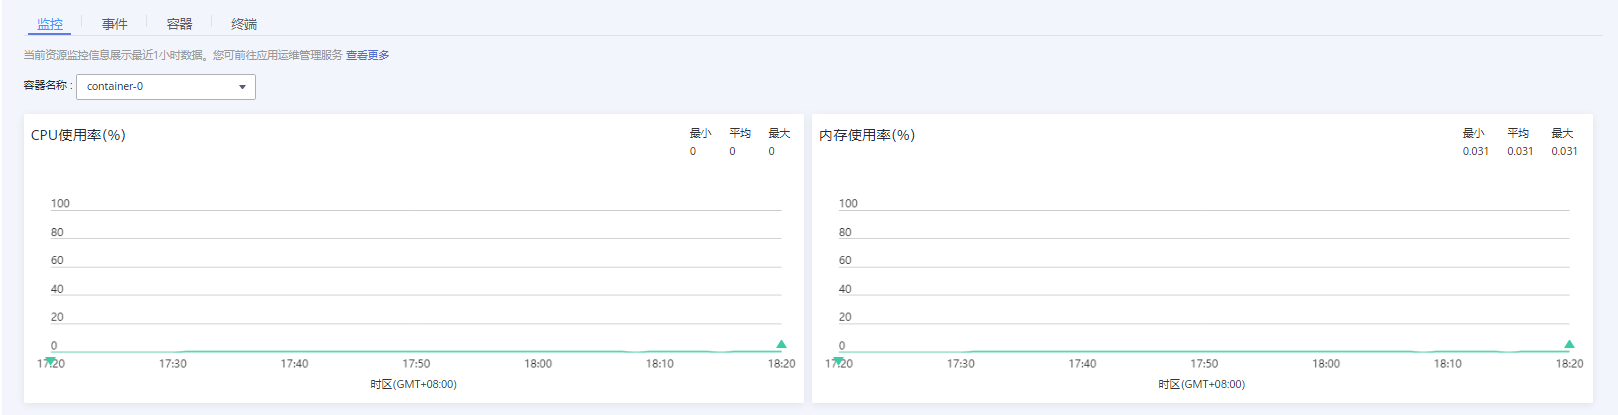 监控 事件 容器 终端
当前资源监控信息展示最近1小时数据。您可前往应用运维管理服务 查看更多
容器名称： container-0
CPU使用率(%) 最小 平均 最大
0 0 0
100
80
60
40
20
0
17:20 17:30 17:40 17:50 18:00 18:10 18:20
时区(GMT+08:00)
内存使用率(%) 最小 平均 最大
0.031 0.031 0.031
100
80
60
40
20
0
17:20 17:30 17:40 17:50 18:00 18:10 18:20
时区(GMT+08:00)